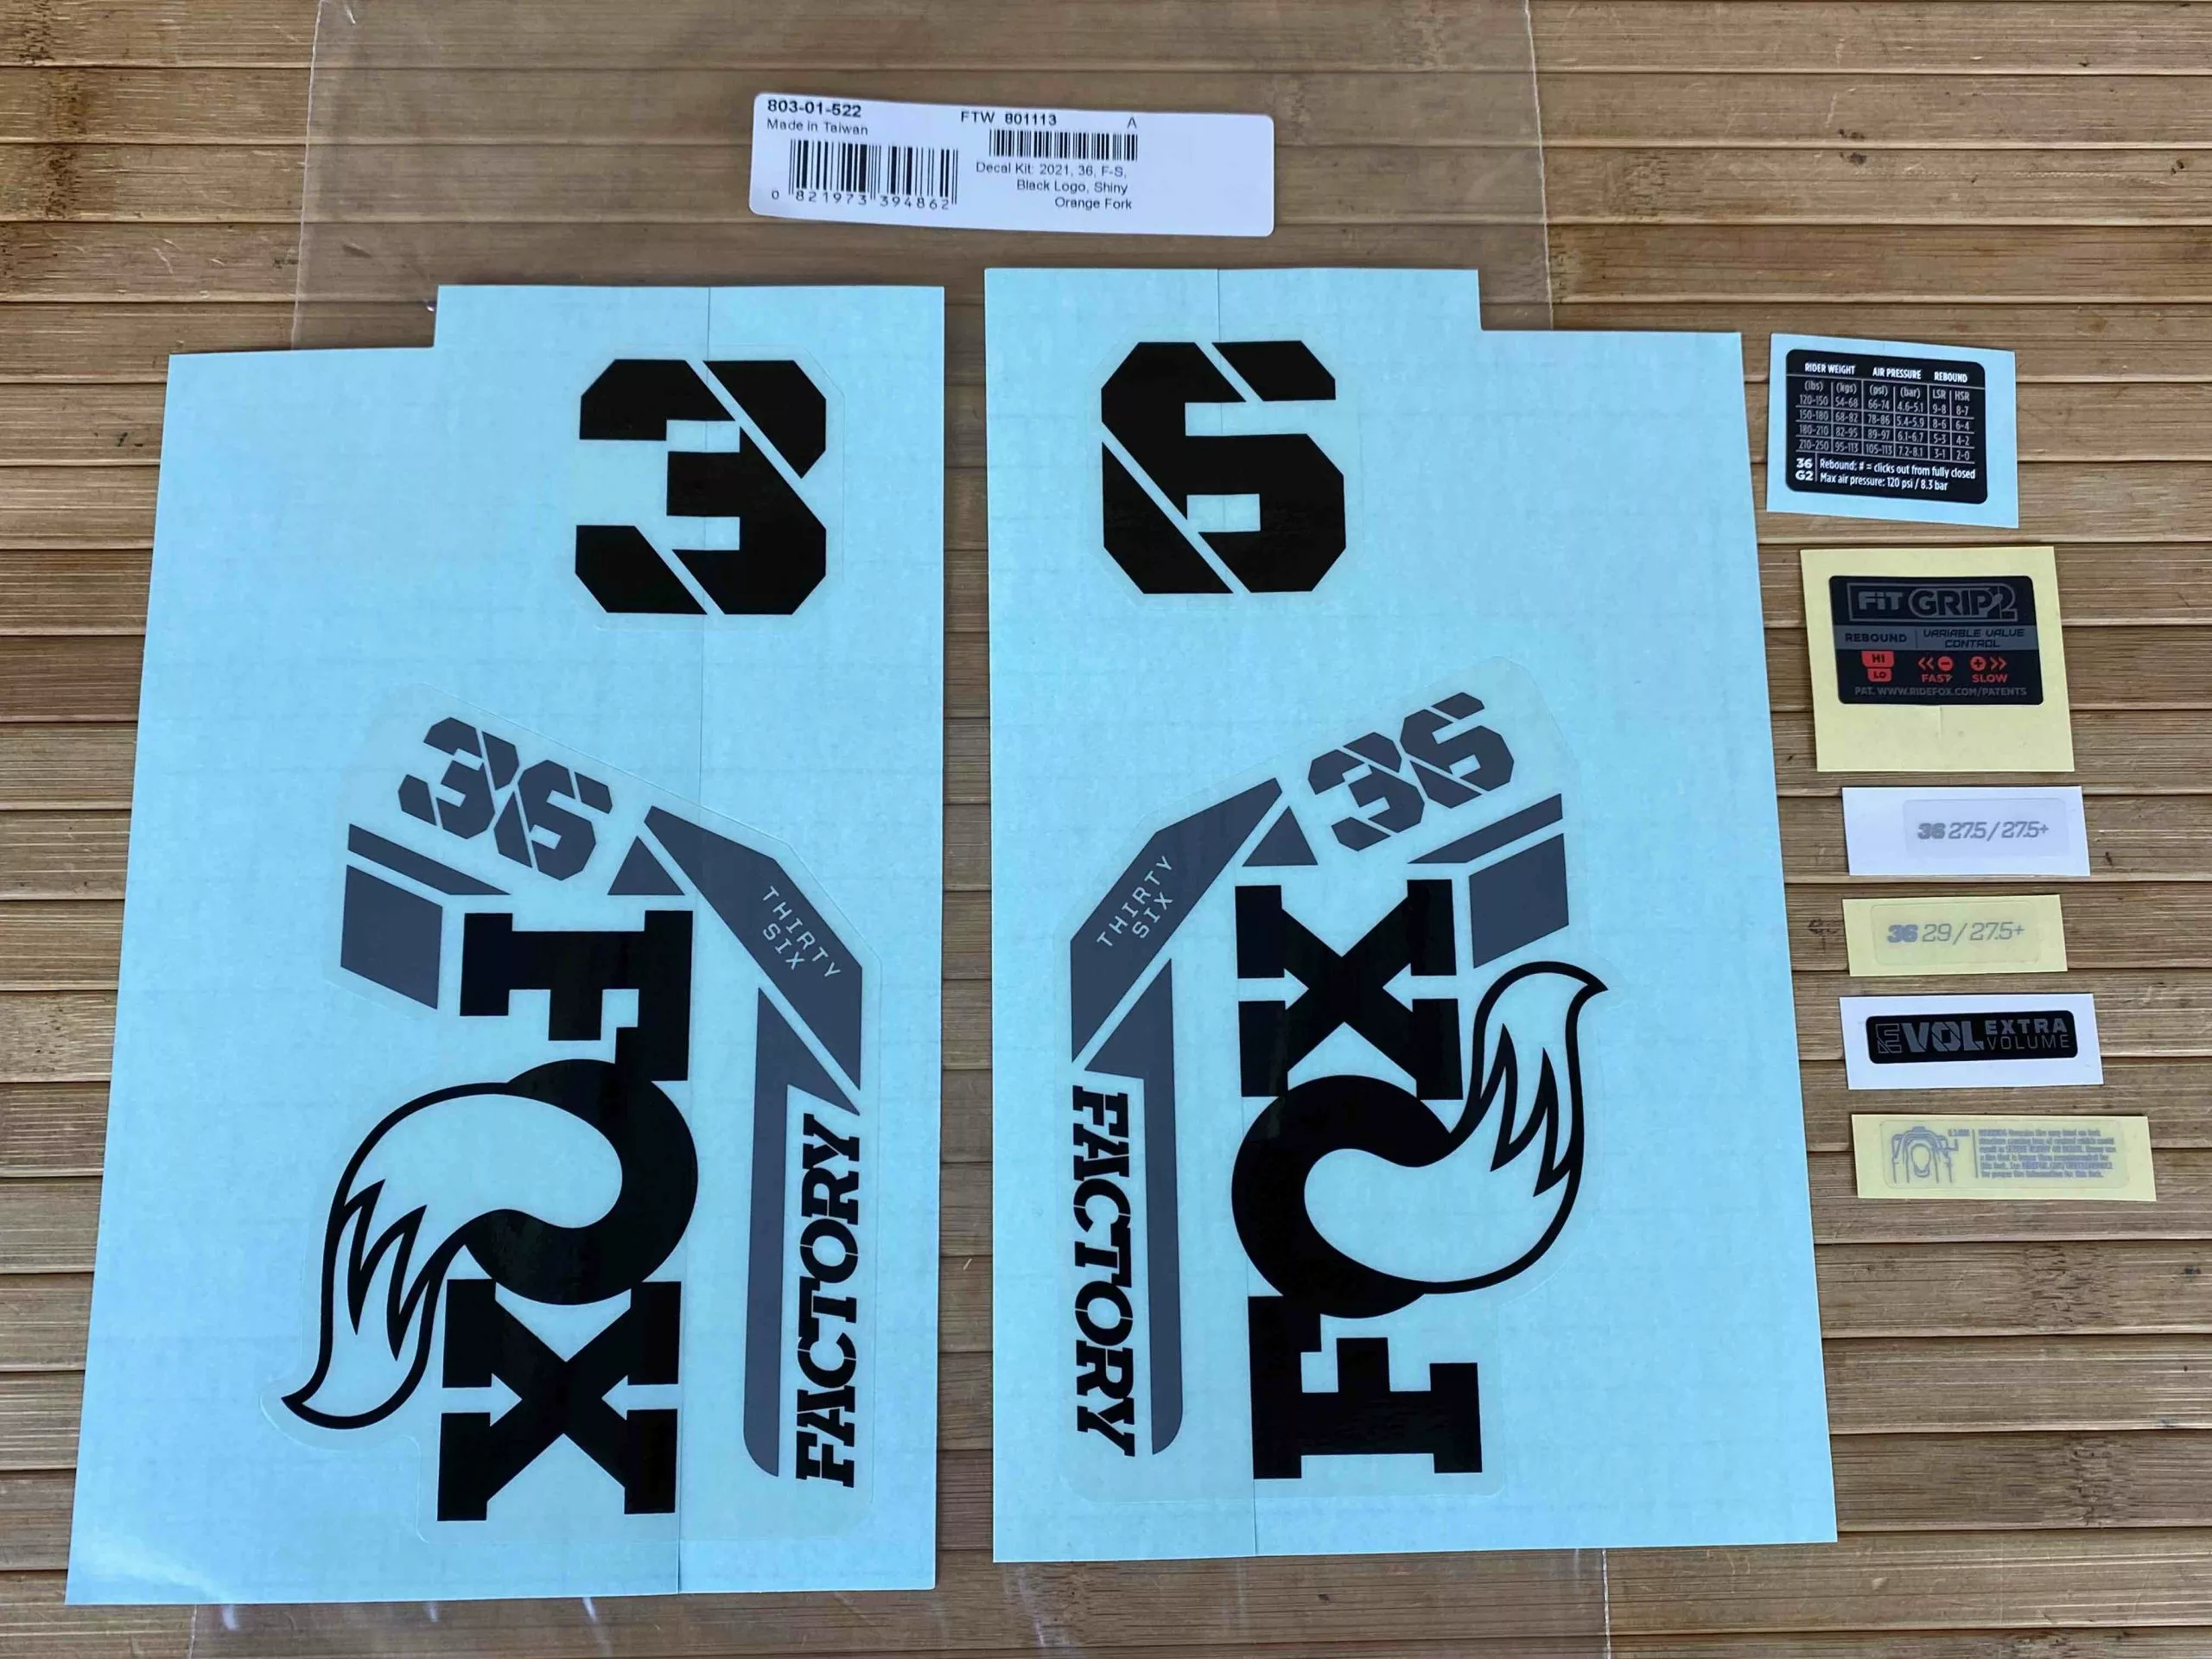 803-01-522
Made in Taiwan
0 821973 394862
FTW 801113 A
Decal Kit: 2021, 36, F-S,
Black Logo, Shiny
Orange Fork
3
36
THIRTY
SIX
FOX
FACTORY
6
36
THIRTY
SIX
FOX
FACTORY
RIDER WEIGHT AIR PRESSURE REBOUND
(lbs) (kgs) (psi) (bar) LSR HSR
120-150 54-68 66-74 4.6-5.1 9-8 8-7
150-180 68-82 78-86 5.4-5.9 8-6 6-4
180-210 82-95 89-97 6.1-6.7 5-3 4-2
210-250 95-113 105-113 7.2-8.1 3-1 2-0
36 Rebound: # = clicks out from fully closed
G2 Max air pressure: 120 psi / 8.3 bar
FiT GRIP2
REBOUND VARIABLE VALVE
CONTROL
HI
LO
<< - + >>
FAST SLOW
PAT. WWW.RIDEFOX.COM/PATENTS
36 27.5 / 27.5+
36 29 / 27.5+
EVOL EXTRA
VOLUME